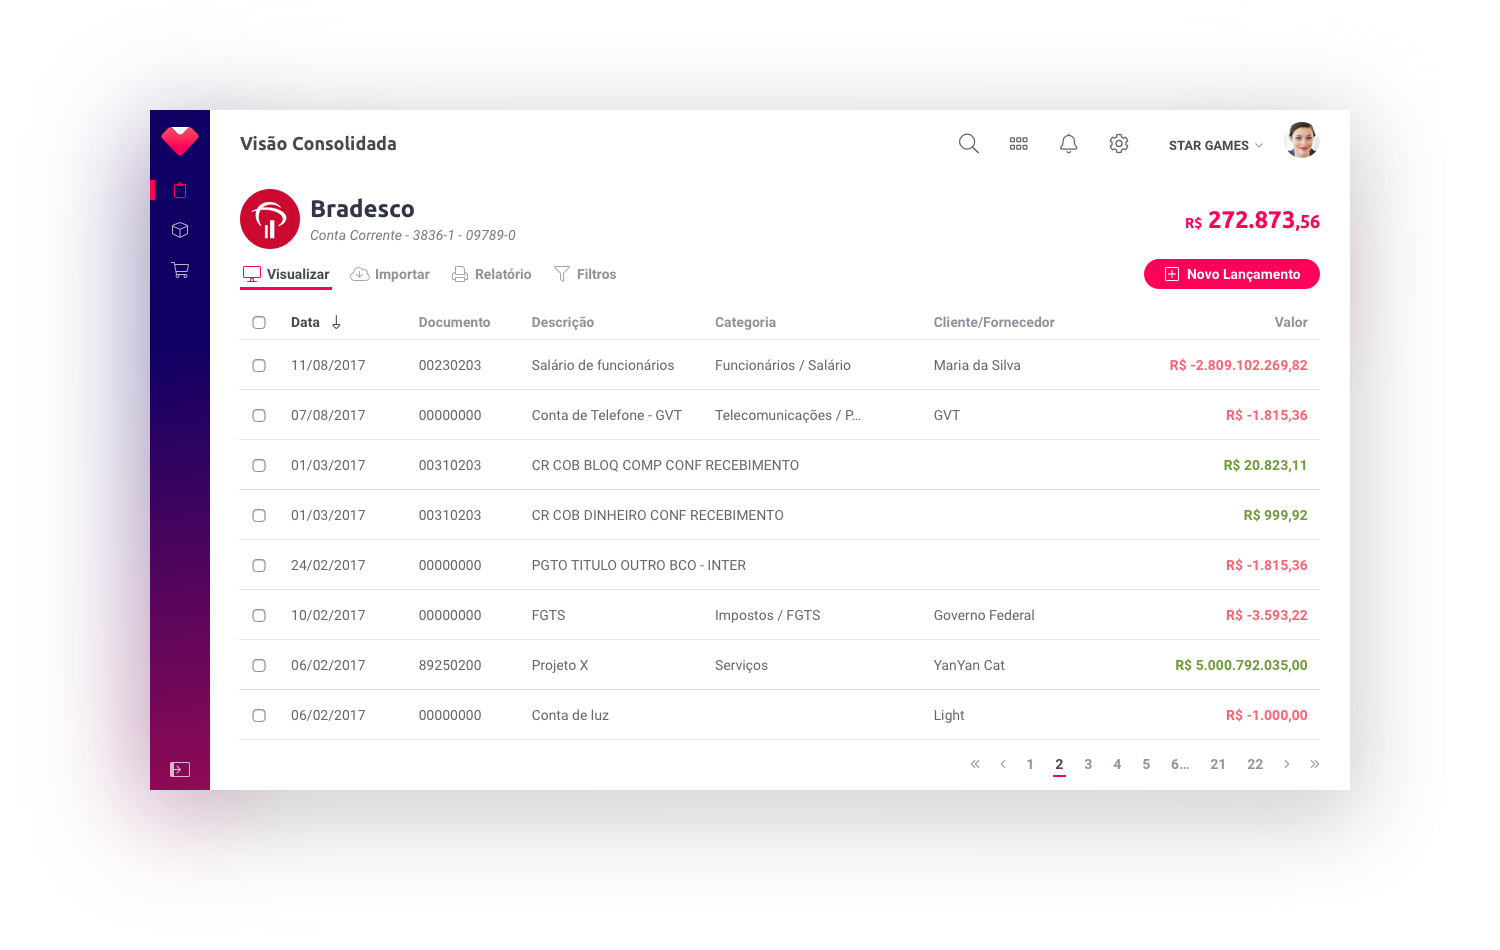 Visão Consolidada
STAR GAMES
Bradesco
Conta Corrente - 3836-1 - 09789-0
R$ 272.873,56
Visualizar Importar Relatório Filtros
Novo Lançamento
Data Documento Descrição Categoria Cliente/Fornecedor Valor
11/08/2017 00230203 Salário de funcionários Funcionários / Salário Maria da Silva R$ -2.809.102.269,82
07/08/2017 00000000 Conta de Telefone - GVT Telecomunicações / P... GVT R$ -1.815,36
01/03/2017 00310203 CR COB BLOQ COMP CONF RECEBIMENTO R$ 20.823,11
01/03/2017 00310203 CR COB DINHEIRO CONF RECEBIMENTO R$ 999,92
24/02/2017 00000000 PGTO TITULO OUTRO BCO - INTER R$ -1.815,36
10/02/2017 00000000 FGTS Impostos / FGTS Governo Federal R$ -3.593,22
06/02/2017 89250200 Projeto X Serviços YanYan Cat R$ 5.000.792.035,00
06/02/2017 00000000 Conta de luz Light R$ -1.000,00
« ‹ 1 2 3 4 5 6... 21 22 › »